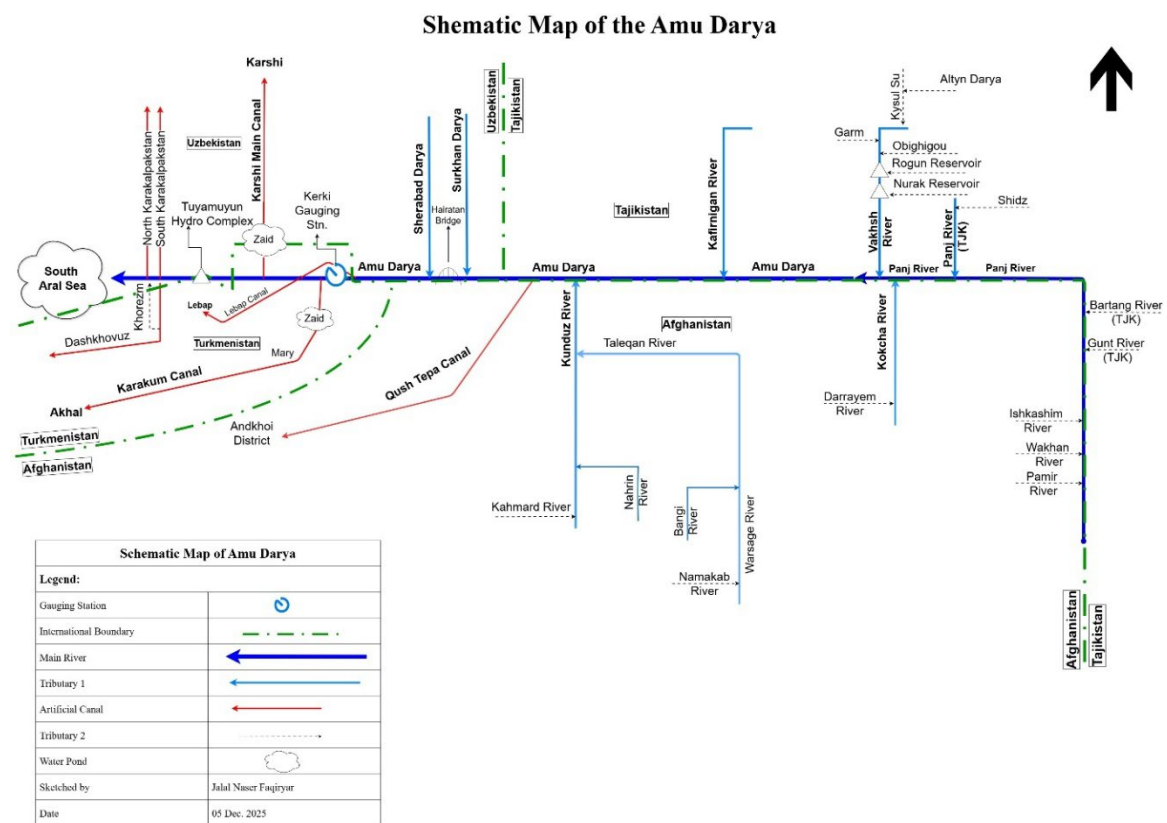 Shematic Map of the Amu Darya
Karshi
Karshi Main Canal
Uzbekistan
North Karakalpakstan
South Karakalpakstan
Tuyamuyun
Hydro Complex
Kerki
Gauging
Stn.
Zaid
Sherabad Darya
Surkhan Darya
Hairatan
Bridge
Uzbekistan
Tajikistan
Tajikistan
Kafirnigan River
Kysul Su
Altyn Darya
Garm
Obighigou
Rogun Reservoir
Nurak Reservoir
Vakhsh
River
Shidz
Panj River
(TJK)
South
Aral Sea
Amu Darya
Amu Darya
Amu Darya
Panj River
Panj River
Khorezm
Lebap
Lebap Canal
Zaid
Dashkhovuz
Turkmenistan
Mary
Karakum Canal
Akhal
Turkmenistan
Afghanistan
Qush Tepa Canal
Andkhoi
District
Kunduz River
Afghanistan
Taleqan River
Kokcha River
Darrayem
River
Bartang River
(TJK)
Gunt River
(TJK)
Ishkashim
River
Wakhan
River
Pamir
River
Kahmard River
Nahrin
River
Bangi
River
Warsage River
Namakab
River
Afghanistan
Tajikistan
Schematic Map of Amu Darya
Legend:
Gauging Station
International Boundary
Main River
Tributary 1
Artificial Canal
Tributary 2
Water Pond
Sketched by Jalal Naser Faqiryar
Date 05 Dec. 2025